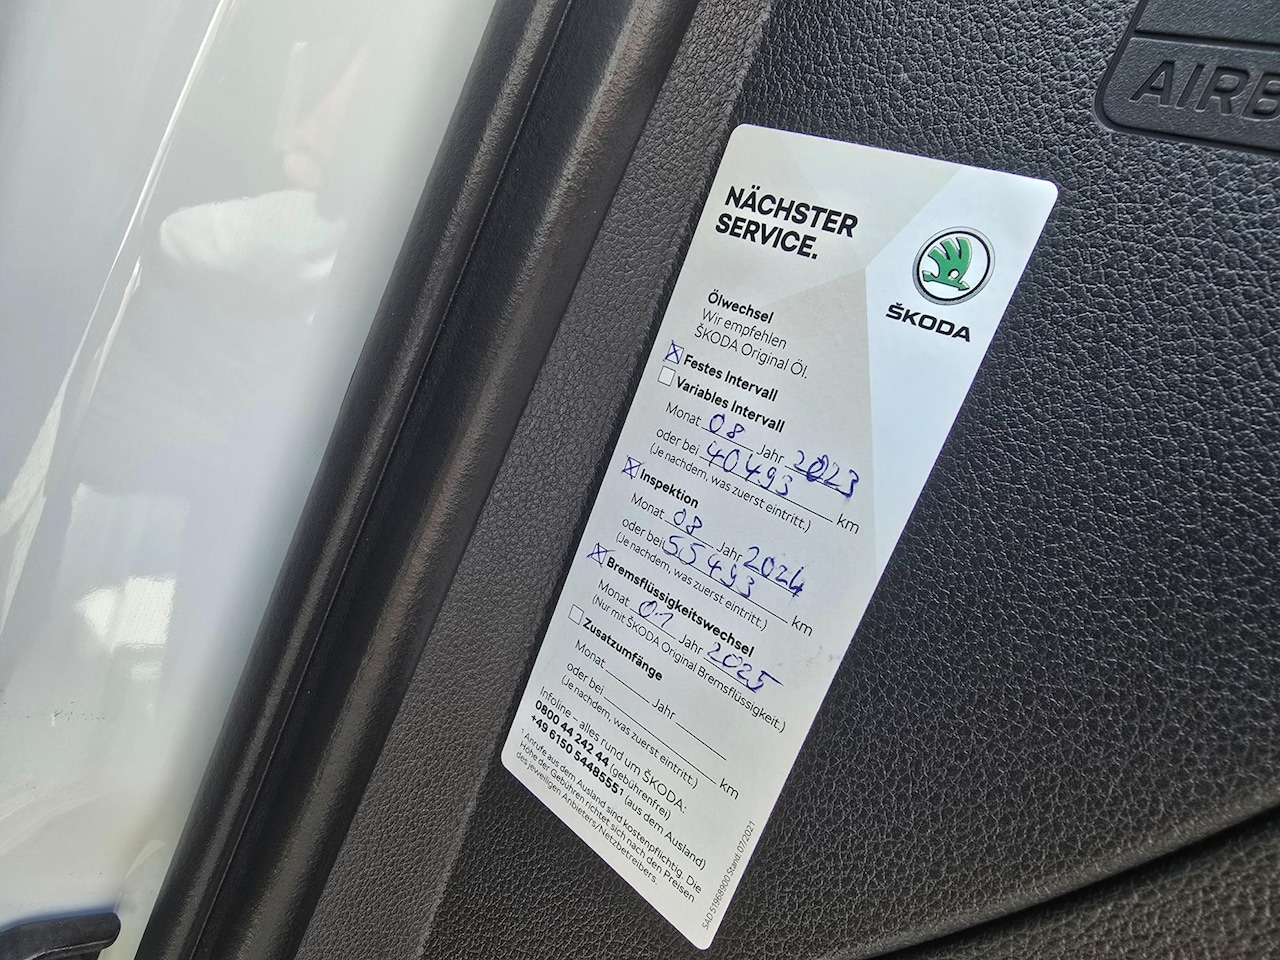 AIRB
NÄCHSTER
SERVICE.
ŠKODA
Ölwechsel
Wir empfehlen
ŠKODA Original Öl.
Festes Intervall
Variables Intervall
Monat 08 Jahr 2023
oder bei 40493 km
(Je nachdem, was zuerst eintritt.)
Inspektion
Monat 08 Jahr 2024
oder bei 55493 km
(Je nachdem, was zuerst eintritt.)
Bremsflüssigkeitswechsel
Monat 01 Jahr 2025
(Nur mit ŠKODA Original Bremsflüssigkeit.)
Zusatzumfänge
Monat Jahr
oder bei km
(Je nachdem, was zuerst eintritt.)
Infoline – alles rund um ŠKODA:
0800 44 242 44 (gebührenfrei)
+49 6150 5448555¹ (aus dem Ausland)
¹ Anrufe aus dem Ausland sind kostenpflichtig. Die
Höhe der Gebühren richtet sich nach den Preisen
des jeweiligen Anbieters/Netzbetreibers.
SAD 51968900 Stand: 07/2021